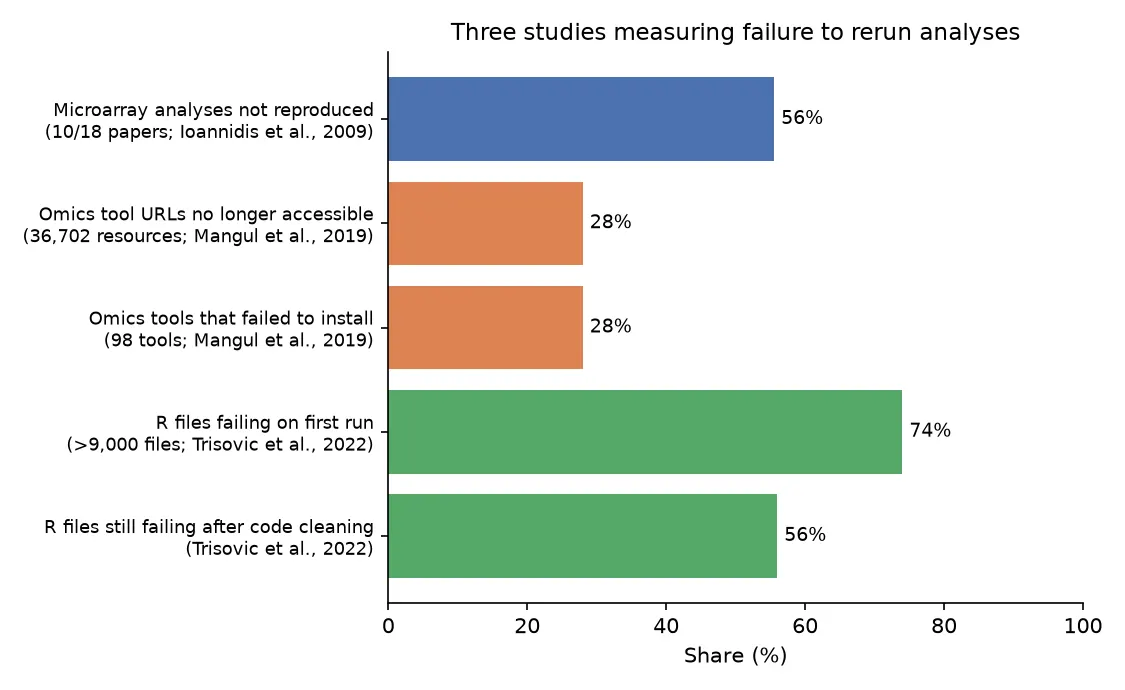 Three studies measuring failure to rerun analyses
Microarray analyses not reproduced
(10/18 papers; Ioannidis et al., 2009)
56%
Omics tool URLs no longer accessible
(36,702 resources; Mangul et al., 2019)
28%
Omics tools that failed to install
(98 tools; Mangul et al., 2019)
28%
R files failing on first run
(>9,000 files; Trisovic et al., 2022)
74%
R files still failing after code cleaning
(Trisovic et al., 2022)
56%
0 20 40 60 80 100
Share (%)